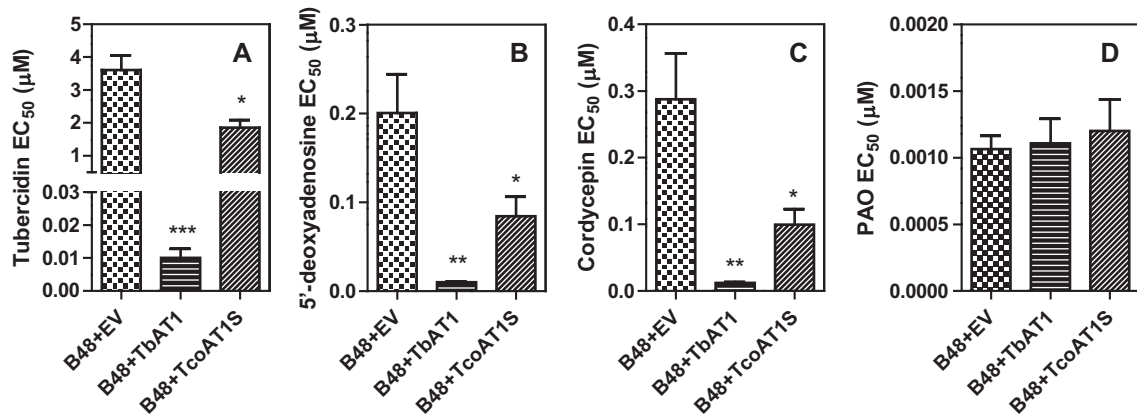 A
Tubercidin EC50 (μM)
5
4
3
2
1
0.03
0.02
0.01
0.00
***
*
B48+EV
B48+TbAT1
B48+TcoAT1S
B
5'-deoxyadenosine EC50 (μM)
0.3
0.2
0.1
0.0
**
*
B48+EV
B48+TbAT1
B48+TcoAT1S
C
Cordycepin EC50 (μM)
0.4
0.3
0.2
0.1
0.0
**
*
B48+EV
B48+TbAT1
B48+TcoAT1S
D
PAO EC50 (μM)
0.0020
0.0015
0.0010
0.0005
0.0000
B48+EV
B48+TbAT1
B48+TcoAT1S